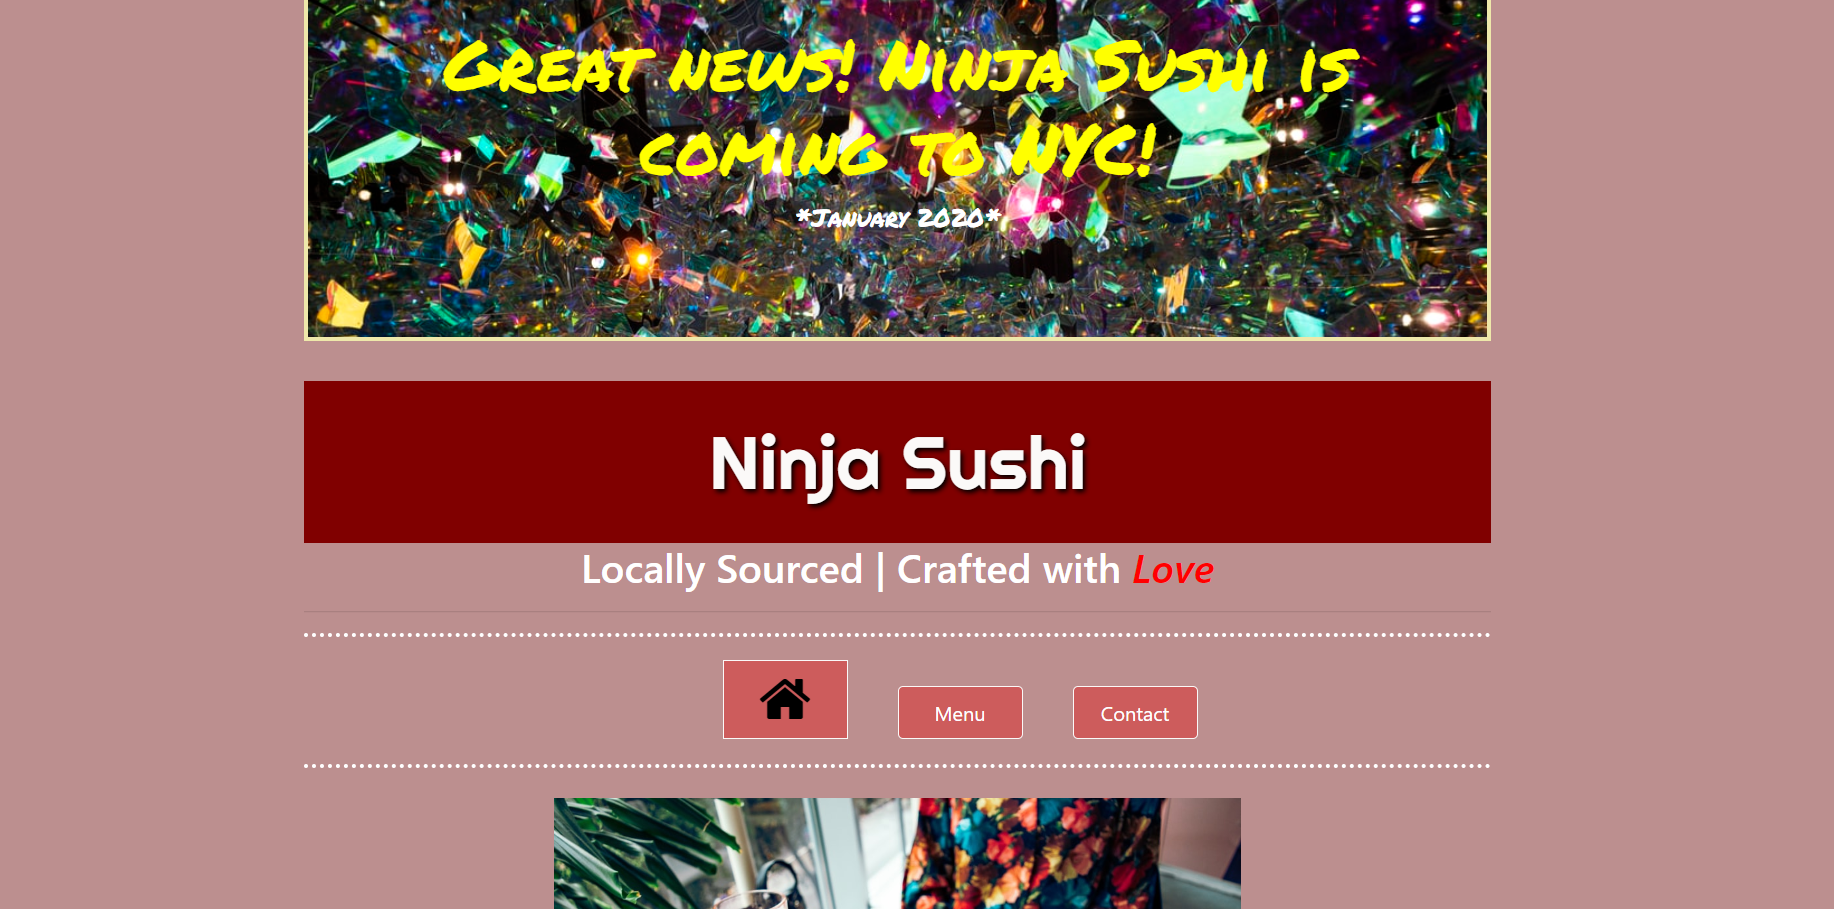 Great news! Ninja Sushi is
coming to NYC!
*January 2020*
Ninja Sushi
Locally Sourced | Crafted with Love
Menu
Contact